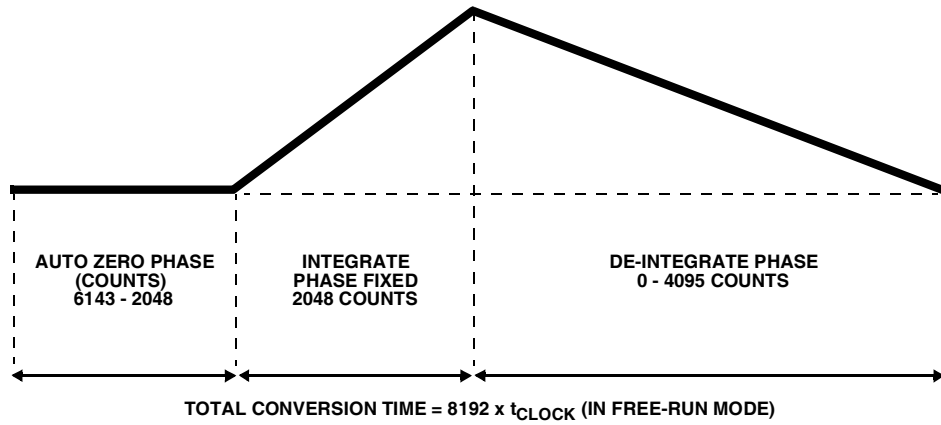 AUTO ZERO PHASE
(COUNTS)
6143 - 2048
INTEGRATE
PHASE FIXED
2048 COUNTS
DE-INTEGRATE PHASE
0 - 4095 COUNTS
TOTAL CONVERSION TIME = 8192 x tCLOCK (IN FREE-RUN MODE)